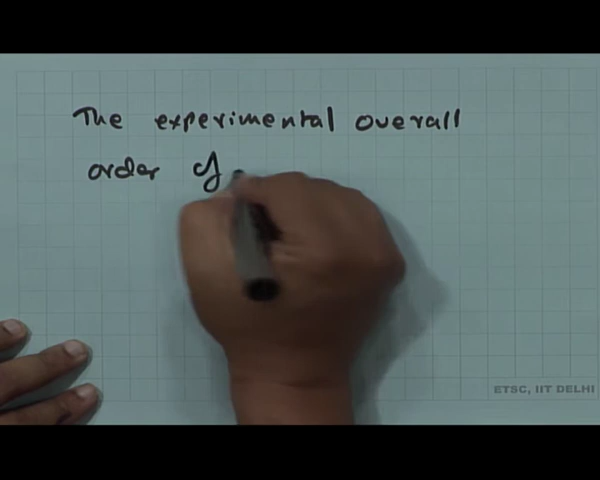 The experimental overall
order of
ETSC, IIT DELHI